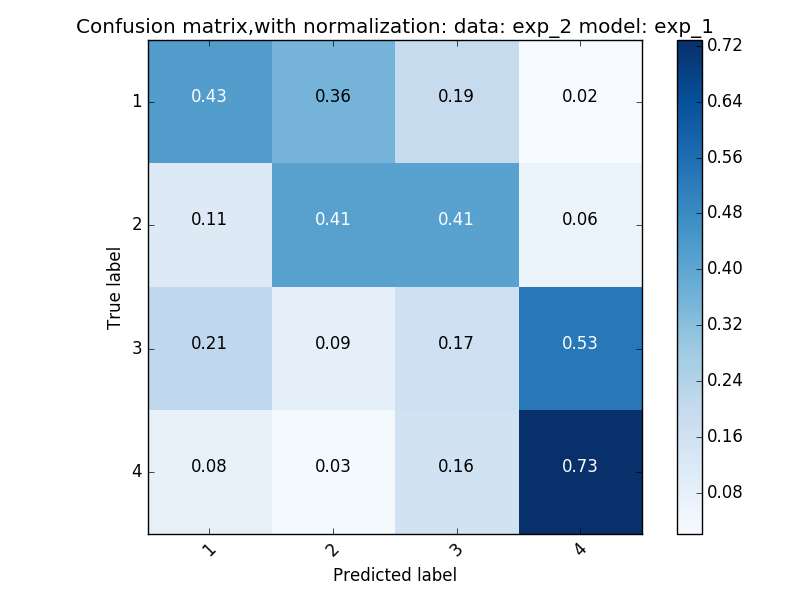 Confusion matrix,with normalization: data: exp_2 model: exp_1
True label
1 0.43 0.36 0.19 0.02
2 0.11 0.41 0.41 0.06
3 0.21 0.09 0.17 0.53
4 0.08 0.03 0.16 0.73
1 2 3 4
Predicted label
0.72
0.64
0.56
0.48
0.40
0.32
0.24
0.16
0.08